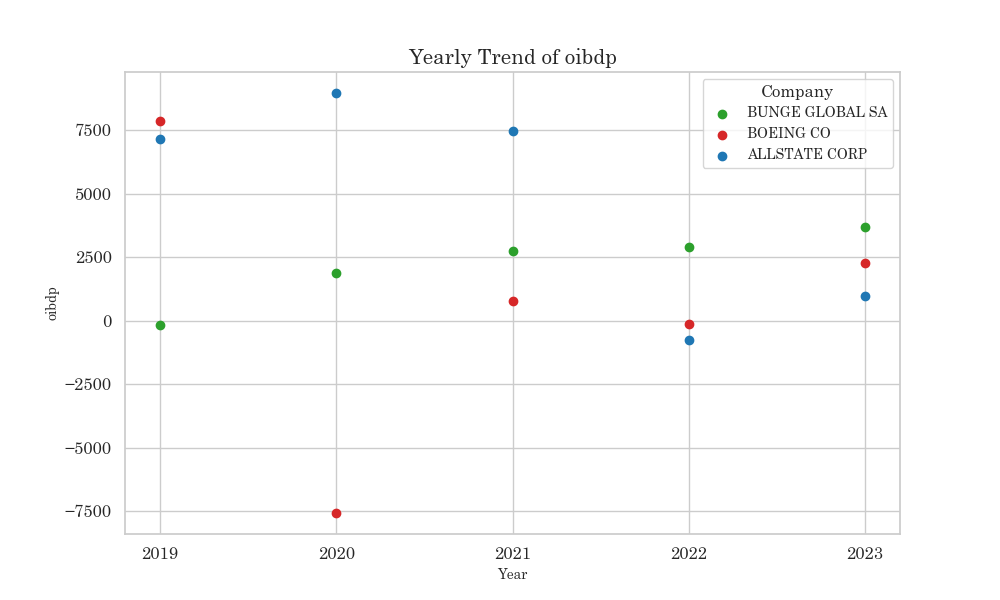 Yearly Trend of oibdp
Company
BUNGE GLOBAL SA
BOEING CO
ALLSTATE CORP
7500
5000
2500
0
−2500
−5000
−7500
oibdp
2019 2020 2021 2022 2023
Year